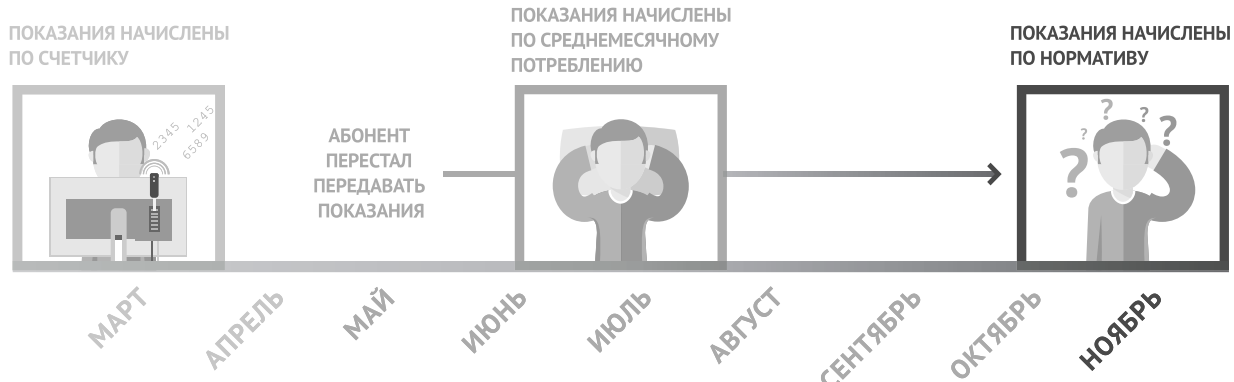 ПОКАЗАНИЯ НАЧИСЛЕНЫ
ПО СЧЕТЧИКУ
ПОКАЗАНИЯ НАЧИСЛЕНЫ
ПО СРЕДНЕМЕСЯЧНОМУ
ПОТРЕБЛЕНИЮ
ПОКАЗАНИЯ НАЧИСЛЕНЫ
ПО НОРМАТИВУ
2345 1245
6589
АБОНЕНТ
ПЕРЕСТАЛ
ПЕРЕДАВАТЬ
ПОКАЗАНИЯ
? ? ? ? ?
МАРТ
АПРЕЛЬ
МАЙ
ИЮНЬ
ИЮЛЬ
АВГУСТ
СЕНТЯБРЬ
ОКТЯБРЬ
НОЯБРЬ